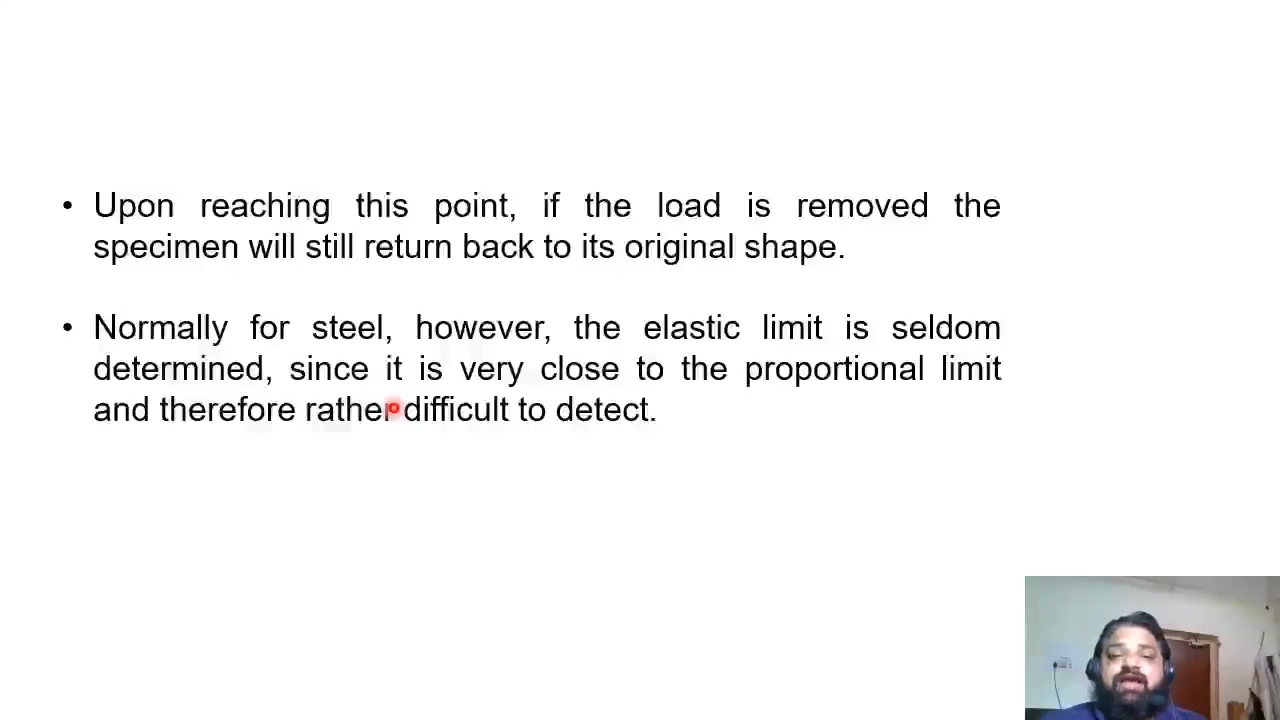 • Upon reaching this point, if the load is removed the
specimen will still return back to its original shape.
• Normally for steel, however, the elastic limit is seldom
determined, since it is very close to the proportional limit
and therefore rather difficult to detect.